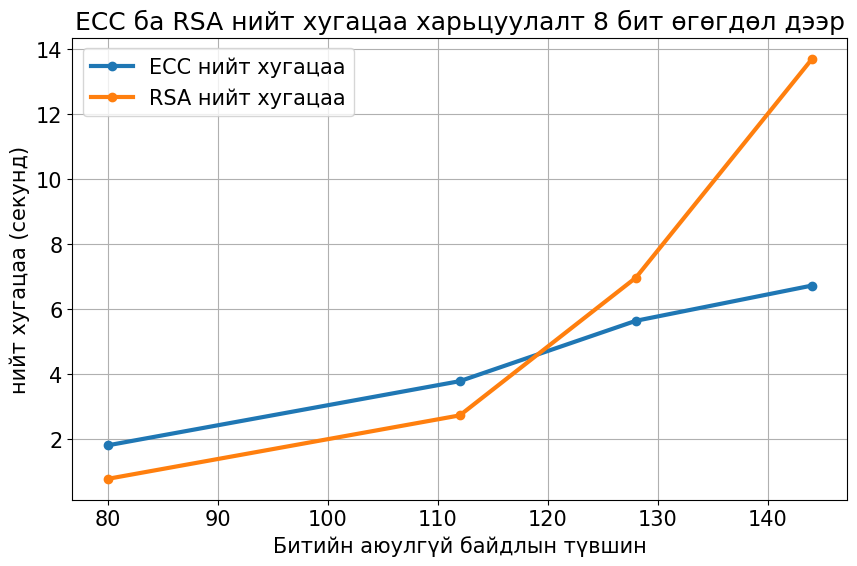 ECC ба RSA нийт хугацаа харьцуулалт 8 бит өгөгдөл дээр
ECC нийт хугацаа
RSA нийт хугацаа
нийт хугацаа (секунд)
14
12
10
8
6
4
2
80 90 100 110 120 130 140
Битийн аюулгүй байдлын түвшин